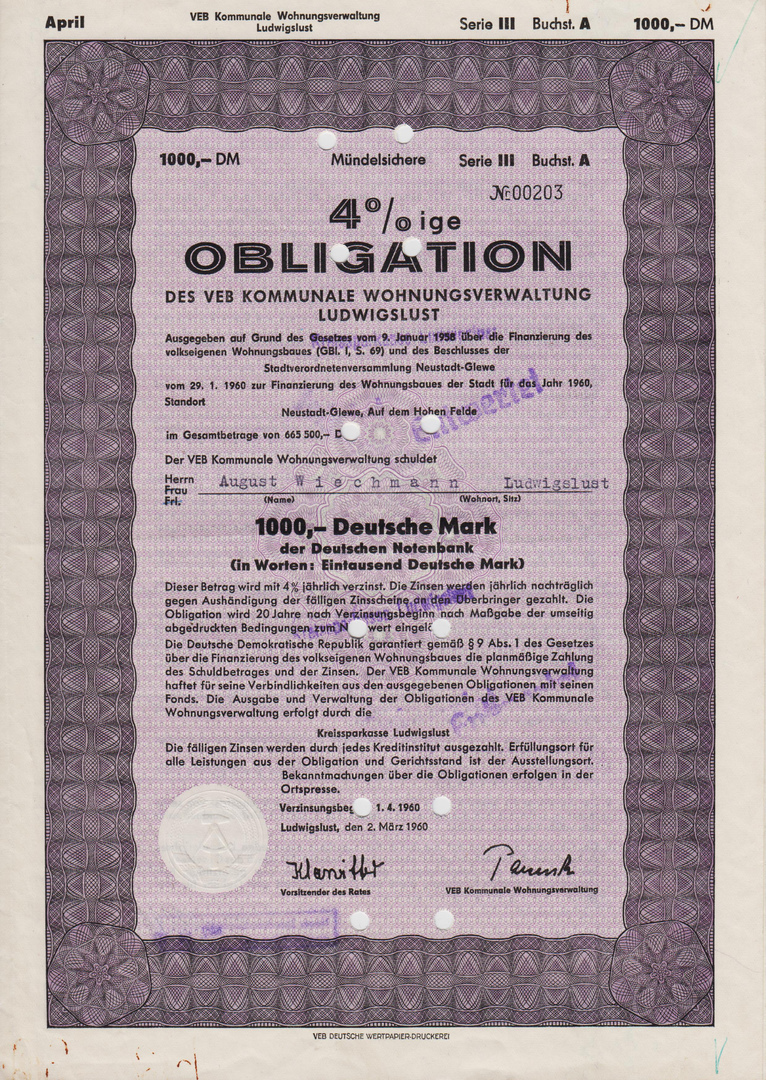 April
VEB Kommunale Wohnungsverwaltung
Ludwigslust
Serie III Buchst. A 1000,– DM
1000,– DM Mündelsichere Serie III Buchst. A
№ 00203
4%ige
OBLIGATION
DES VEB KOMMUNALE WOHNUNGSVERWALTUNG
LUDWIGSLUST
Ausgegeben auf Grund des Gesetzes vom 9. Januar 1958 über die Finanzierung des
volkseigenen Wohnungsbaues (GBl. I, S. 69) und des Beschlusses der
Stadtverordnetenversammlung Neustadt-Glewe
vom 29. 1. 1960 zur Finanzierung des Wohnungsbaues der Stadt für das Jahr 1960,
Standort
Neustadt-Glewe, Auf dem Hohen Felde
Entwertet
im Gesamtbetrage von 665 500,– D
Der VEB Kommunale Wohnungsverwaltung schuldet
Herrn
Frau August Wiechmann Ludwigslust
Frl. (Name) (Wohnort, Sitz)
1000,– Deutsche Mark
der Deutschen Notenbank
(in Worten: Eintausend Deutsche Mark)
Dieser Betrag wird mit 4% jährlich verzinst. Die Zinsen werden jährlich nachträglich
gegen Aushändigung der fälligen Zinsscheine an den Überbringer gezahlt. Die
Obligation wird 20 Jahre nach Verzinsungsbeginn nach Maßgabe der umseitig
abgedruckten Bedingungen zum N wert eingelö
Die Deutsche Demokratische Republik garantiert gemäß § 9 Abs. 1 des Gesetzes
über die Finanzierung des volkseigenen Wohnungsbaues die planmäßige Zahlung
des Schuldbetrages und der Zinsen. Der VEB Kommunale Wohnungsverwaltung
haftet für seine Verbindlichkeiten aus den ausgegebenen Obligationen mit seinen
Fonds. Die Ausgabe und Verwaltung der Obligationen des VEB Kommunale
Wohnungsverwaltung erfolgt durch die
Kreissparkasse Ludwigslust
Die fälligen Zinsen werden durch jedes Kreditinstitut ausgezahlt. Erfüllungsort für
alle Leistungen aus der Obligation und Gerichtsstand ist der Ausstellungsort.
Bekanntmachungen über die Obligationen erfolgen in der
Ortspresse.
Verzinsungsbeg 1. 4. 1960
Ludwigslust, den 2. März 1960
Vorsitzender des Rates VEB Kommunale Wohnungsverwaltung
VEB DEUTSCHE WERTPAPIER-DRUCKEREI